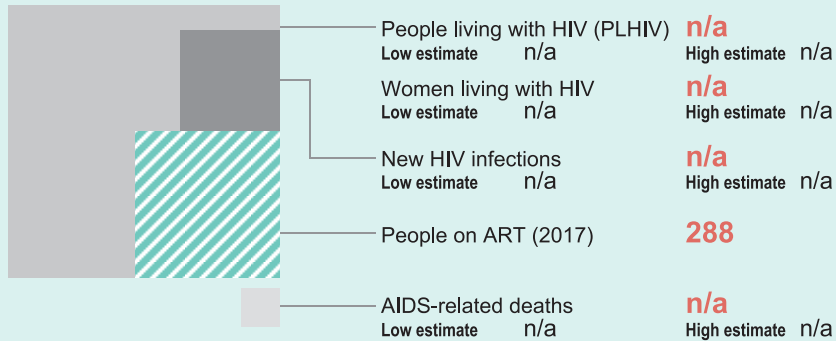 People living with HIV (PLHIV) n/a
Low estimate n/a High estimate n/a
Women living with HIV n/a
Low estimate n/a High estimate n/a
New HIV infections n/a
Low estimate n/a High estimate n/a
People on ART (2017) 288
AIDS-related deaths n/a
Low estimate n/a High estimate n/a